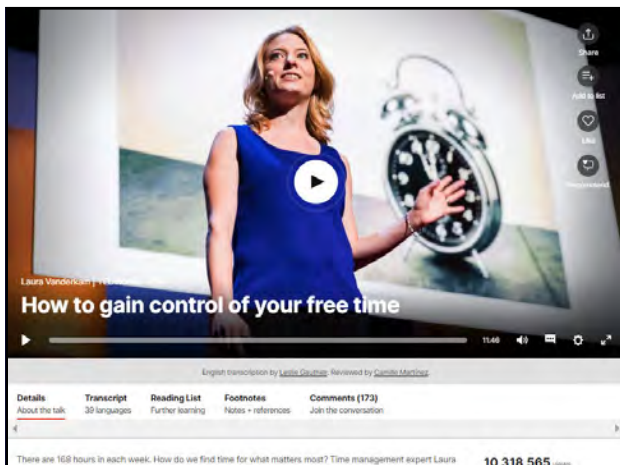 Share
Add to list
Like
Recommend
Laura Vanderkam |
How to gain control of your free time
11:46
English transcription by Leslie Gauthier. Reviewed by Camille Martínez.
Details Transcript Reading List Footnotes Comments (173)
About the talk 39 languages Further learning Notes + references Join the conversation
There are 168 hours in each week. How do we find time for what matters most? Time management expert Laura
10,318,565